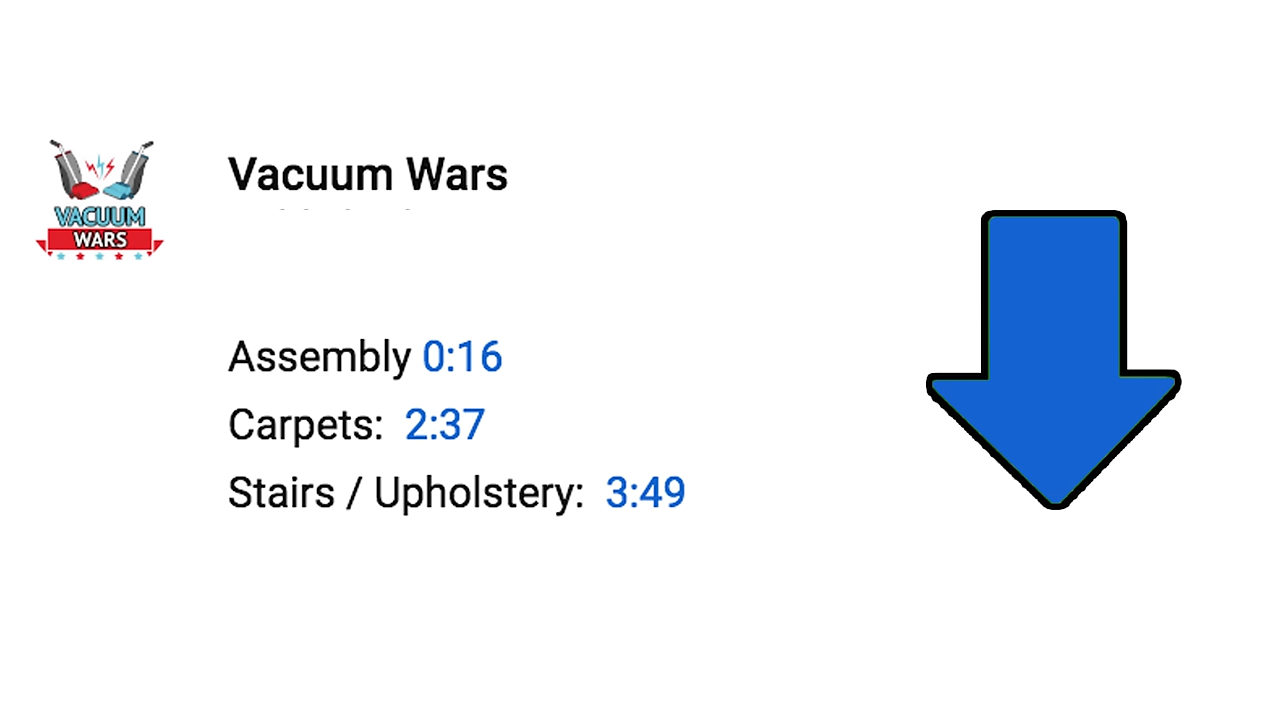 Vacuum Wars
VACUUM
WARS
Assembly 0:16
Carpets: 2:37
Stairs / Upholstery: 3:49